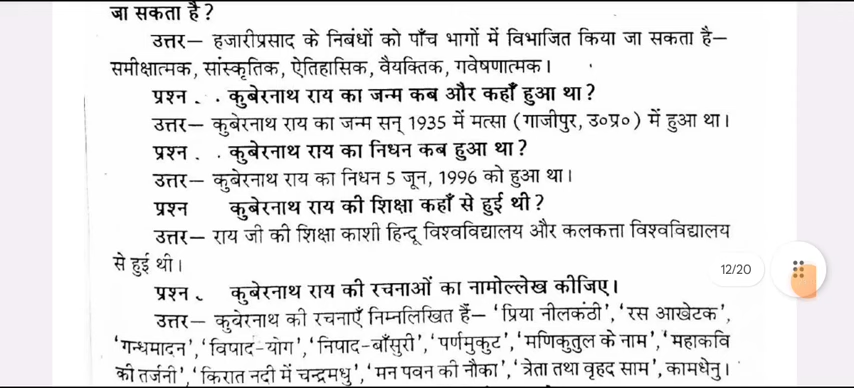 जा सकता है?
उत्तर— हजारीप्रसाद के निबंधों को पाँच भागों में विभाजित किया जा सकता है—
समीक्षात्मक, सांस्कृतिक, ऐतिहासिक, वैयक्तिक, गवेषणात्मक।
प्रश्न . . कुबेरनाथ राय का जन्म कब और कहाँ हुआ था?
उत्तर— कुबेरनाथ राय का जन्म सन् 1935 में मत्सा (गाजीपुर, उ०प्र०) में हुआ था।
प्रश्न . . कुबेरनाथ राय का निधन कब हुआ था?
उत्तर— कुबेरनाथ राय का निधन 5 जून, 1996 को हुआ था।
प्रश्न कुबेरनाथ राय की शिक्षा कहाँ से हुई थी?
उत्तर— राय जी की शिक्षा काशी हिन्दू विश्वविद्यालय और कलकत्ता विश्वविद्यालय
से हुई थी।
12/20
प्रश्न . कुबेरनाथ राय की रचनाओं का नामोल्लेख कीजिए।
उत्तर— कुबेरनाथ की रचनाएँ निम्नलिखित हैं— 'प्रिया नीलकंठी', 'रस आखेटक',
'गन्धमादन', 'विषाद-योग', 'निषाद-बाँसुरी', 'पर्णमुकुट', 'मणिकुतुल के नाम', 'महाकवि
की तर्जनी', 'किरात नदी में चन्द्रमधु', 'मन पवन की नौका', 'त्रेता तथा वृहद साम', कामधेनु।